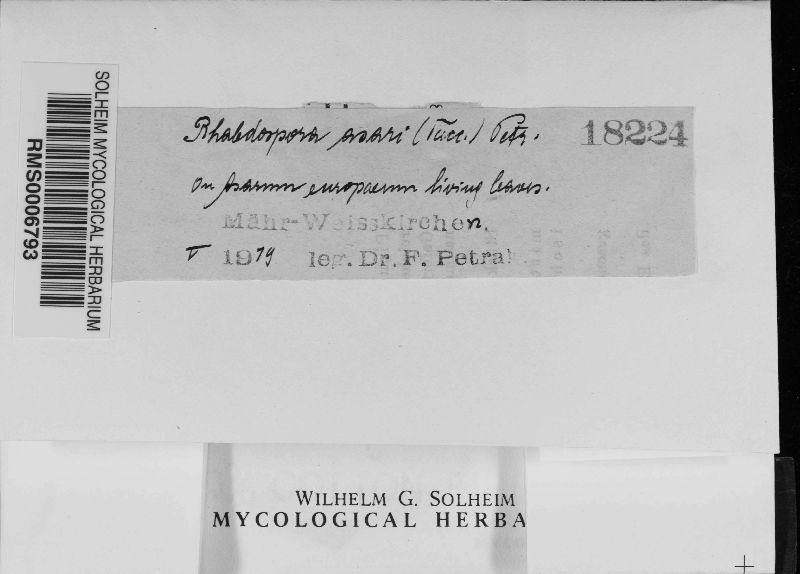 SOLHEIM MYCOLOGICAL HERBARIUM
RMS0006793
Rhabdospora asari (Tucc.) Petr.
18224
on Asarum europaeum living leaves.
Mähr-Weisskirchen.
V 1919 leg. Dr. F. Petrak
WILHELM G. SOLHEIM
MYCOLOGICAL HERBA